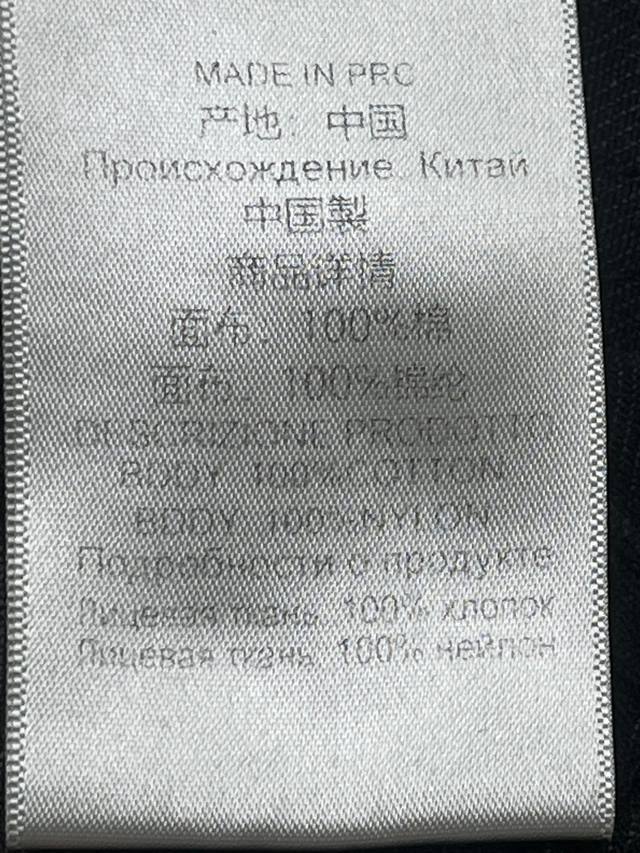 MADE IN PRC
产地: 中国
Происхождение Китай
中国製
商品详情
面布: 100%棉
面布: 100%锦纶
DESCRIZIONE PRODOTTO
BODY 100%COTTON
BODY 100%NYLON
Подробности о продукте
Лицевая ткань 100% хлопок
Лицевая ткань 100% нейлон